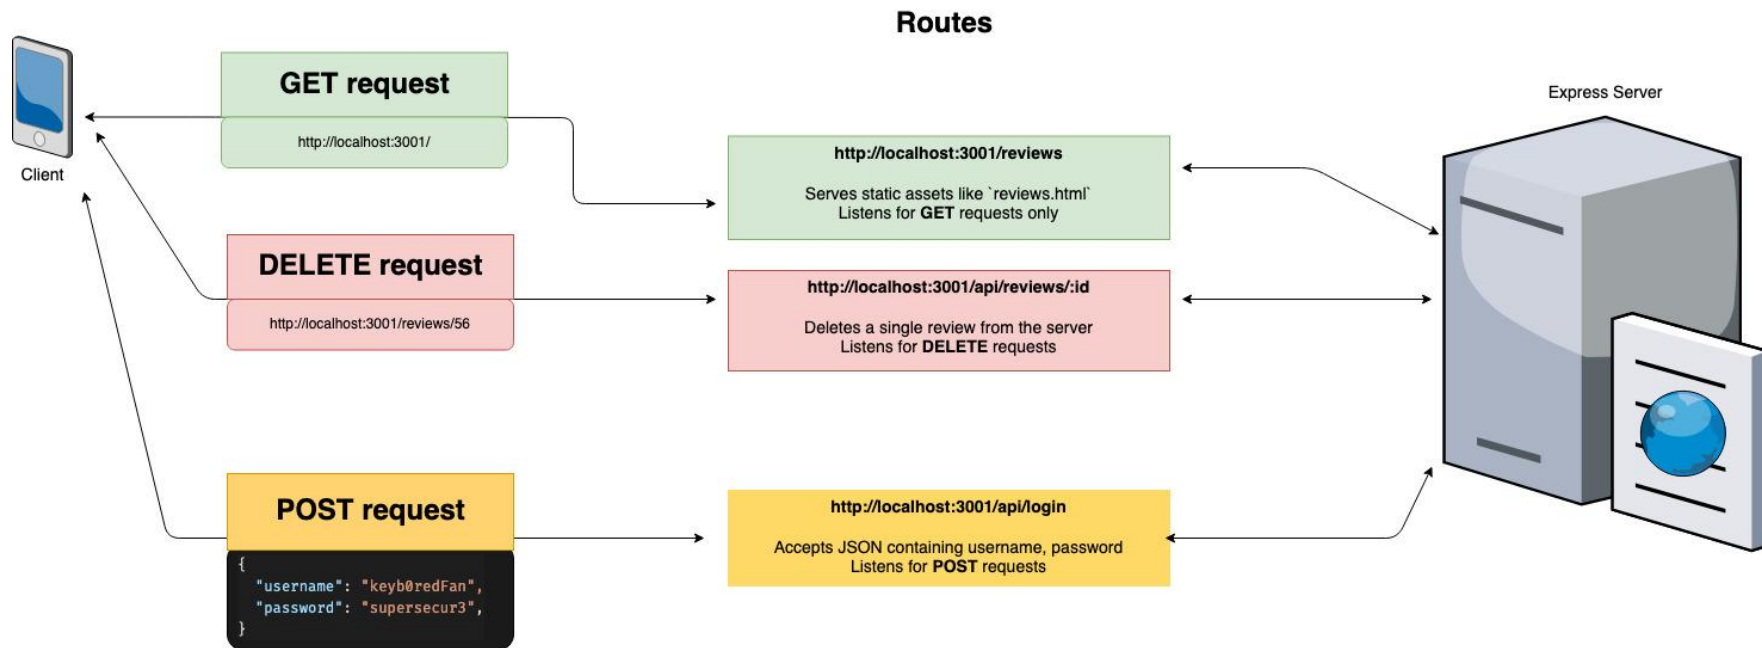 Routes
Client
GET request
http://localhost:3001/
http://localhost:3001/reviews
Serves static assets like `reviews.html`
Listens for GET requests only
Express Server
DELETE request
http://localhost:3001/reviews/56
http://localhost:3001/api/reviews/:id
Deletes a single review from the server
Listens for DELETE requests
POST request
{
"username": "keyb0redFan",
"password": "supersecur3",
}
http://localhost:3001/api/login
Accepts JSON containing username, password
Listens for POST requests